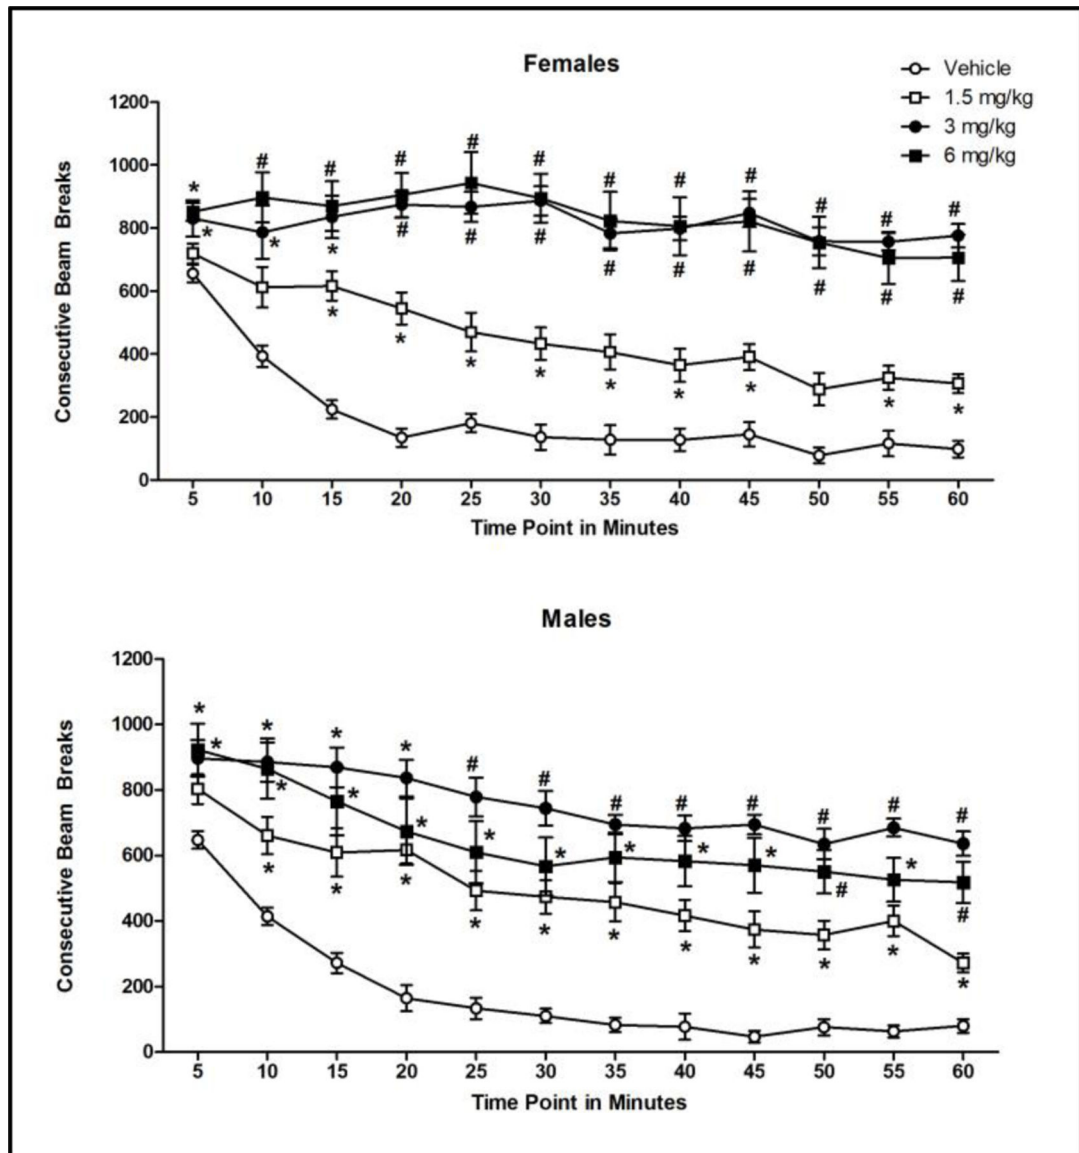 Females
Vehicle
1.5 mg/kg
3 mg/kg
6 mg/kg
Consecutive Beam Breaks
1200
1000
800
600
400
200
0
# # # # # # # # # # #
*
* * * # # # # # # # # #
* * * * * * * * *
5 10 15 20 25 30 35 40 45 50 55 60
Time Point in Minutes
Males
Consecutive Beam Breaks
1200
1000
800
600
400
200
0
* * * * # # # # # # # #
* * * * * * * * * # * #
* * * * * * * * * * *
5 10 15 20 25 30 35 40 45 50 55 60
Time Point in Minutes